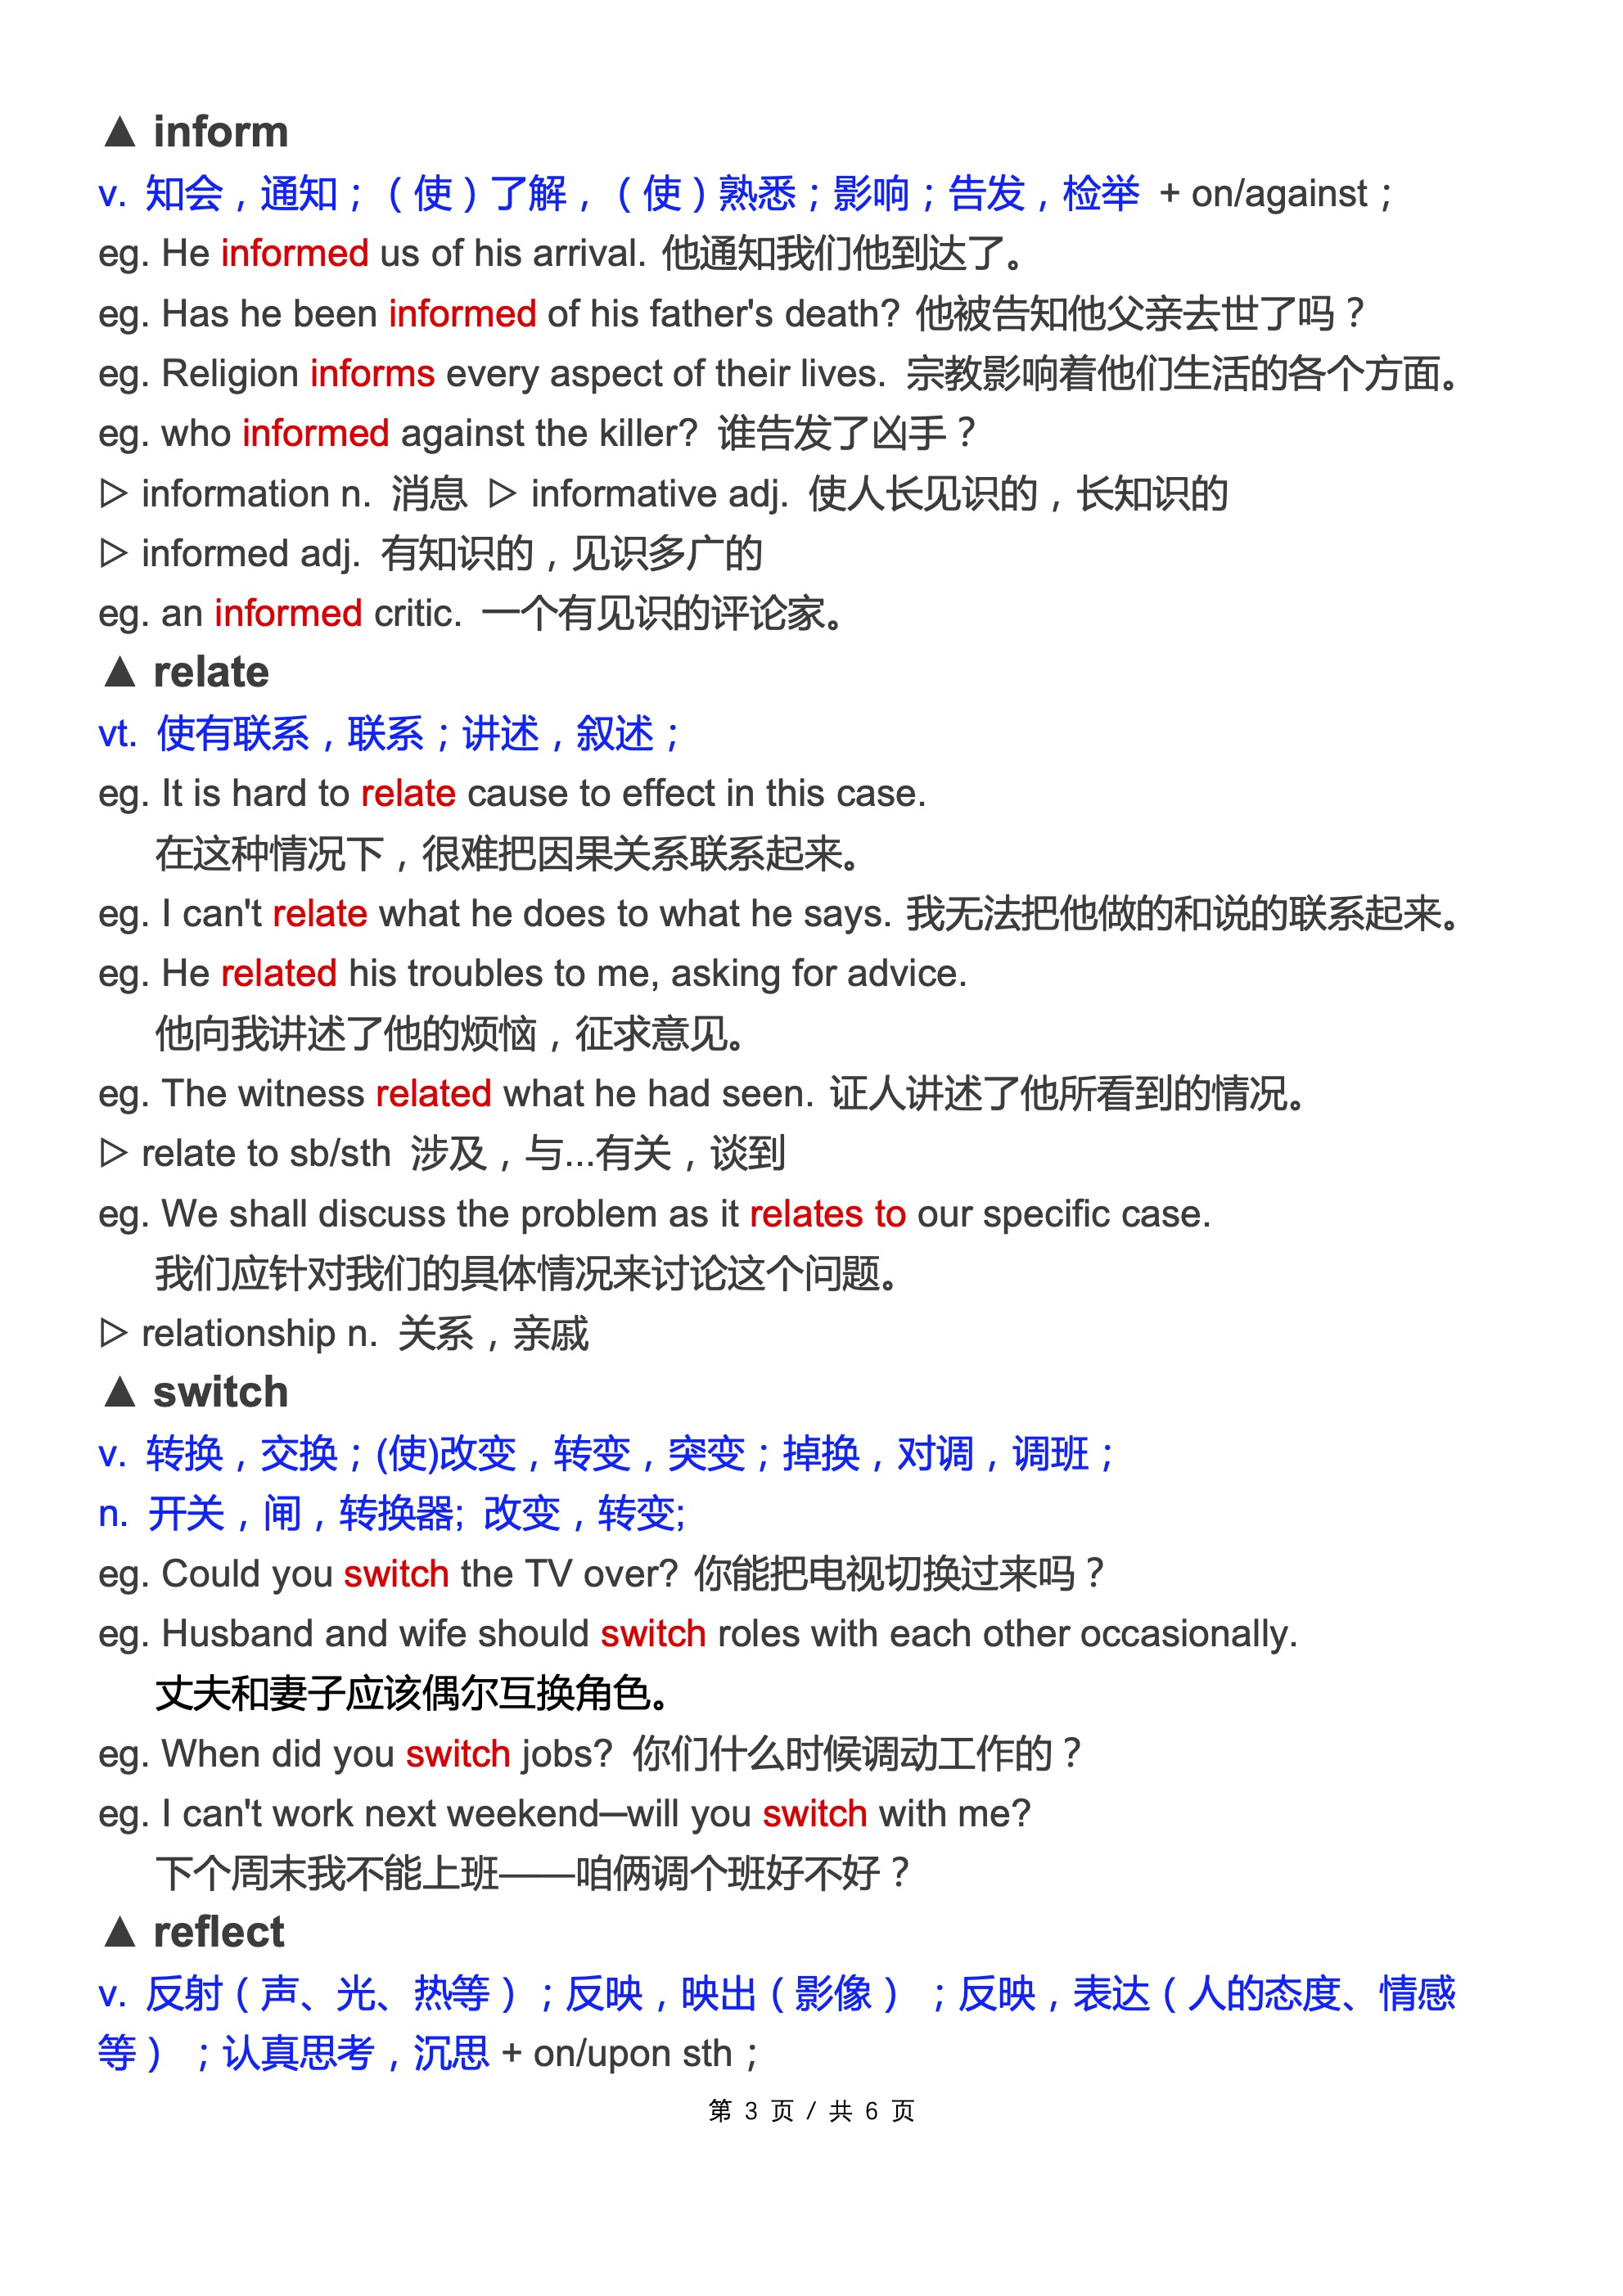 ▲ inform
v. 知会，通知；（使）了解，（使）熟悉；影响；告发，检举 + on/against；
eg. He informed us of his arrival. 他通知我们他到达了。
eg. Has he been informed of his father's death? 他被告知他父亲去世了吗？
eg. Religion informs every aspect of their lives. 宗教影响着他们生活的各个方面。
eg. who informed against the killer? 谁告发了凶手？
▷ information n. 消息 ▷ informative adj. 使人长见识的，长知识的
▷ informed adj. 有知识的，见识多广的
eg. an informed critic. 一个有见识的评论家。
▲ relate
vt. 使有联系，联系；讲述，叙述；
eg. It is hard to relate cause to effect in this case.
在这种情况下，很难把因果关系联系起来。
eg. I can't relate what he does to what he says. 我无法把他做的和说的联系起来。
eg. He related his troubles to me, asking for advice.
他向我讲述了他的烦恼，征求意见。
eg. The witness related what he had seen. 证人讲述了他所看到的情况。
▷ relate to sb/sth 涉及，与...有关，谈到
eg. We shall discuss the problem as it relates to our specific case.
我们应针对我们的具体情况来讨论这个问题。
▷ relationship n. 关系，亲戚
▲ switch
v. 转换，交换；(使)改变，转变，突变；掉换，对调，调班；
n. 开关，闸，转换器; 改变，转变;
eg. Could you switch the TV over? 你能把电视切换过来吗？
eg. Husband and wife should switch roles with each other occasionally.
丈夫和妻子应该偶尔互换角色。
eg. When did you switch jobs? 你们什么时候调动工作的？
eg. I can't work next weekend—will you switch with me?
下个周末我不能上班——咱俩调个班好不好？
▲ reflect
v. 反射（声、光、热等）；反映，映出（影像）；反映，表达（人的态度、情感
等）；认真思考，沉思 + on/upon sth；
第 3 页 / 共 6 页